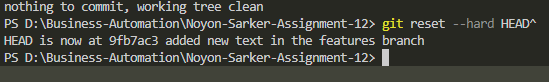 nothing to commit, working tree clean
PS D:\Business-Automation\Noyon-Sarker-Assignment-12> git reset --hard HEAD^
HEAD is now at 9fb7ac3 added new text in the features branch
PS D:\Business-Automation\Noyon-Sarker-Assignment-12>